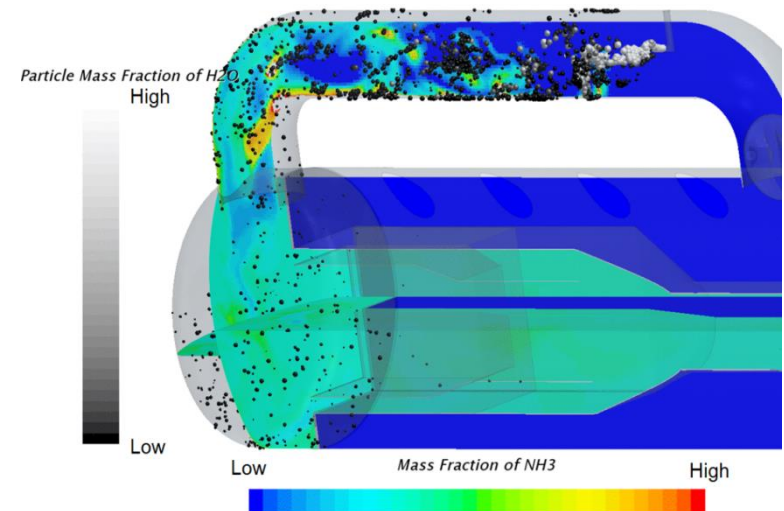 Particle Mass Fraction of H2O
High
Low
Low
Mass Fraction of NH3
High